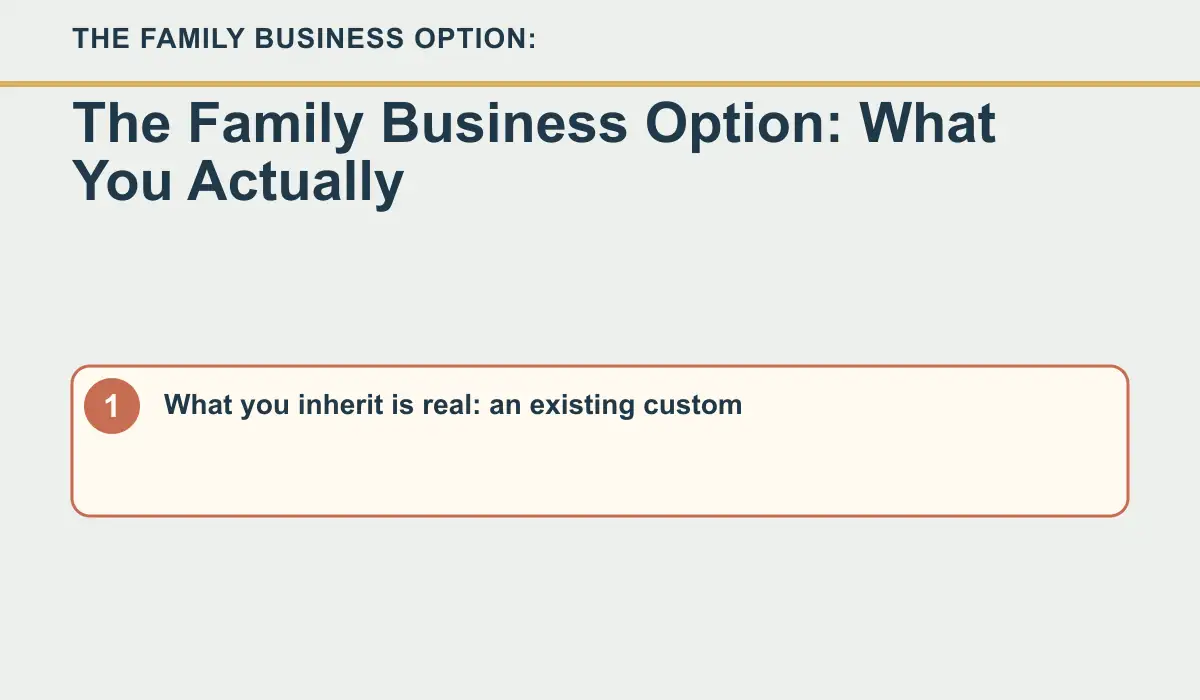 THE FAMILY BUSINESS OPTION:
The Family Business Option: What
You Actually
1
What you inherit is real: an existing custom